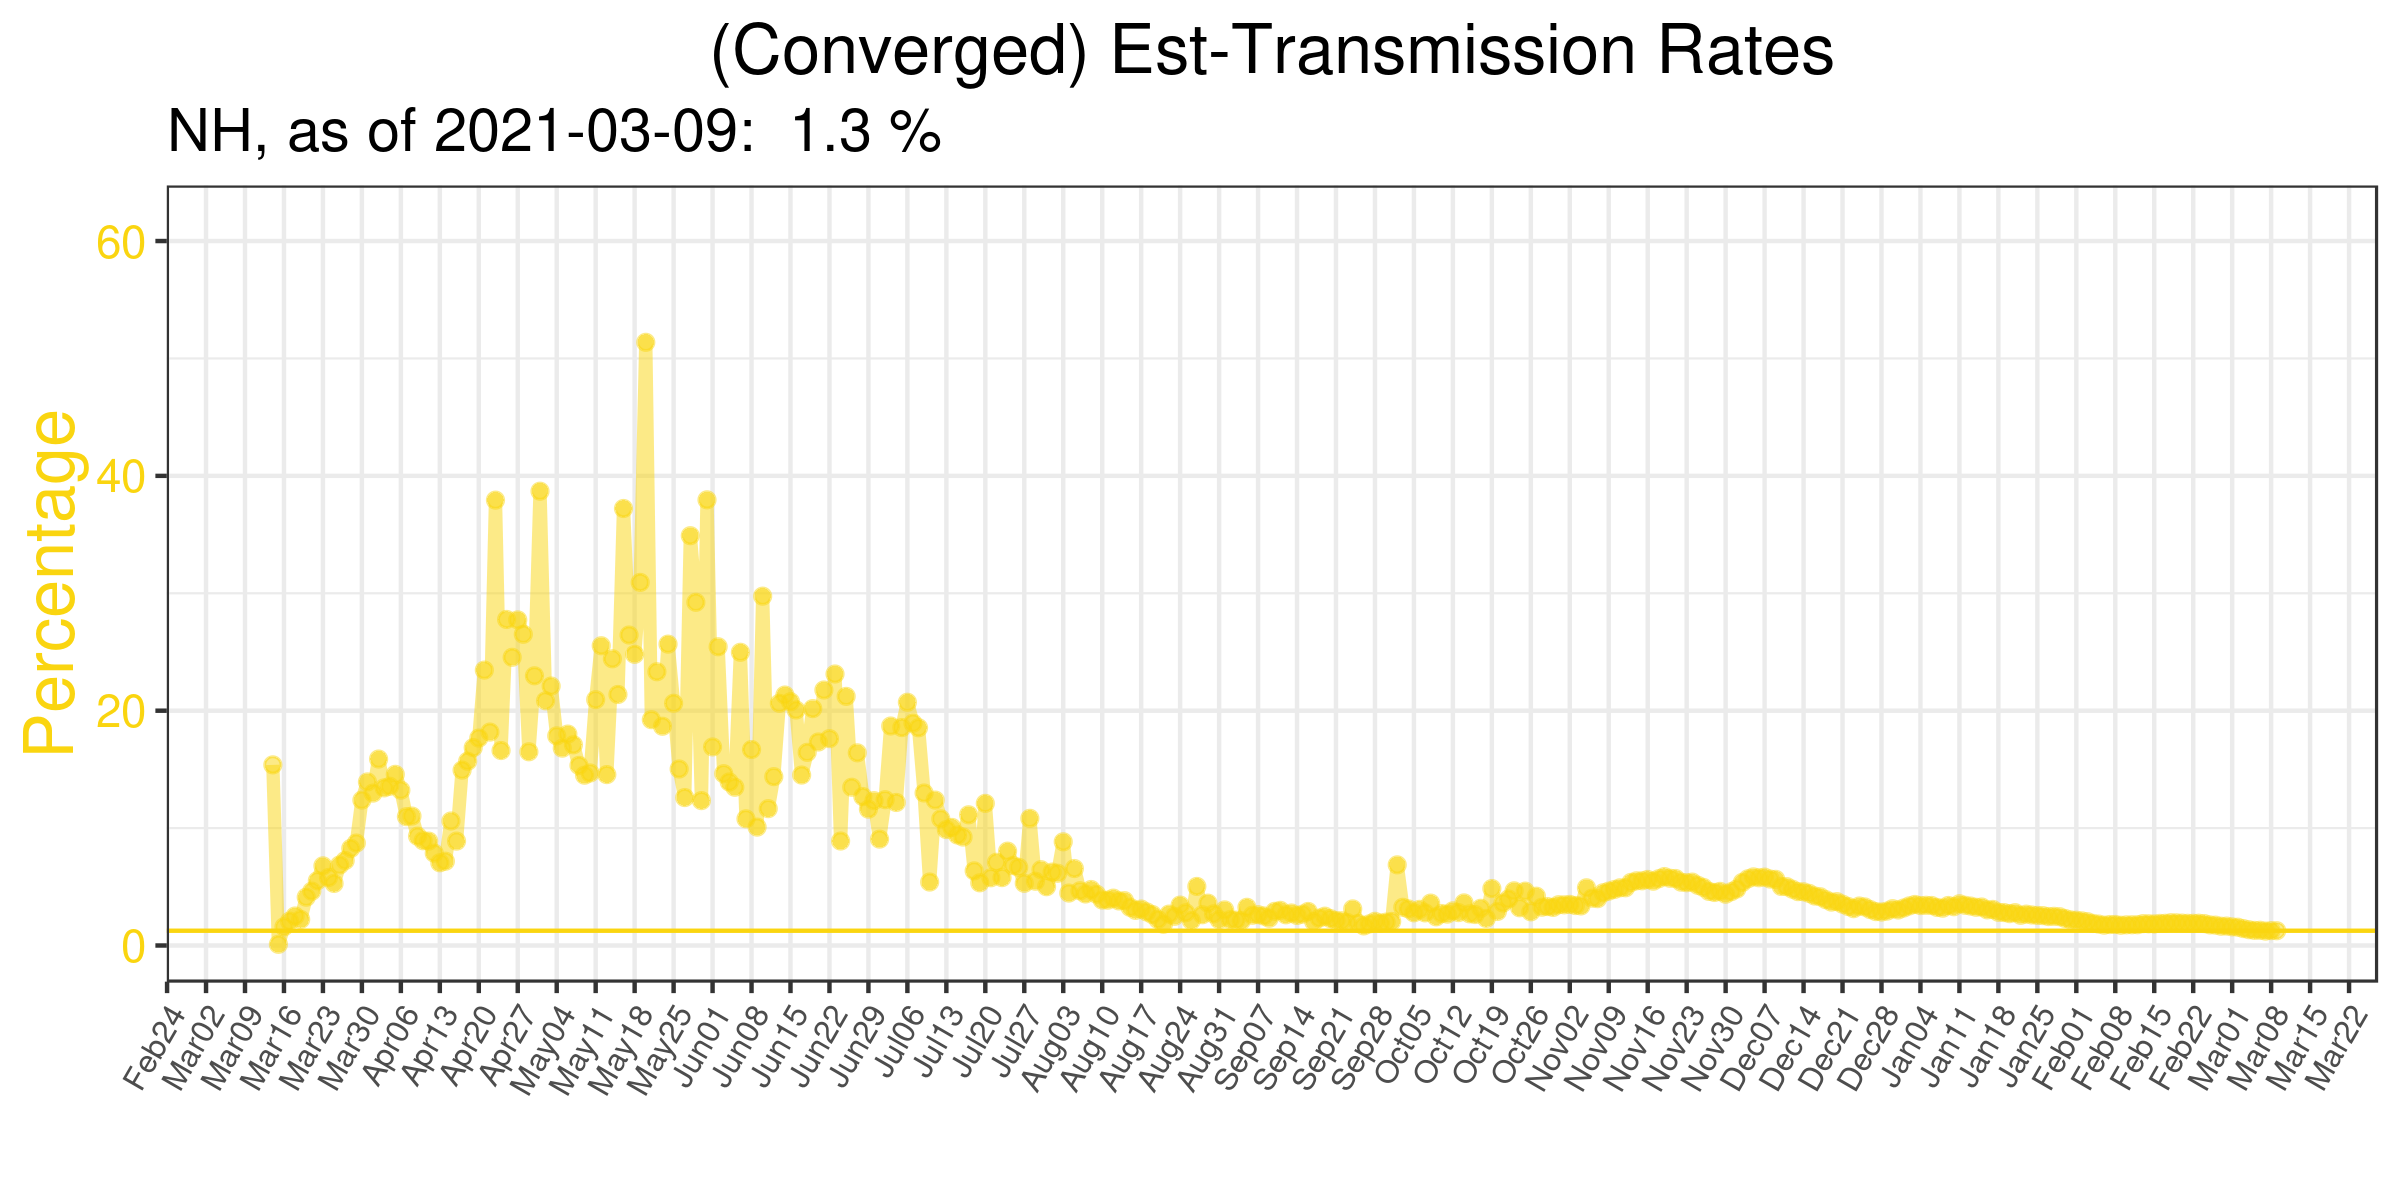 (Converged) Est-Transmission Rates
NH, as of 2021-03-09:  1.3 %
Percentage
60
40
20
0
Feb24
Mar02
Mar09
Mar16
Mar23
Mar30
Apr06
Apr13
Apr20
Apr27
May04
May11
May18
May25
Jun01
Jun08
Jun15
Jun22
Jun29
Jul06
Jul13
Jul20
Jul27
Aug03
Aug10
Aug17
Aug24
Aug31
Sep07
Sep14
Sep21
Sep28
Oct05
Oct12
Oct19
Oct26
Nov02
Nov09
Nov16
Nov23
Nov30
Dec07
Dec14
Dec21
Dec28
Jan04
Jan11
Jan18
Jan25
Feb01
Feb08
Feb15
Feb22
Mar01
Mar08
Mar15
Mar22